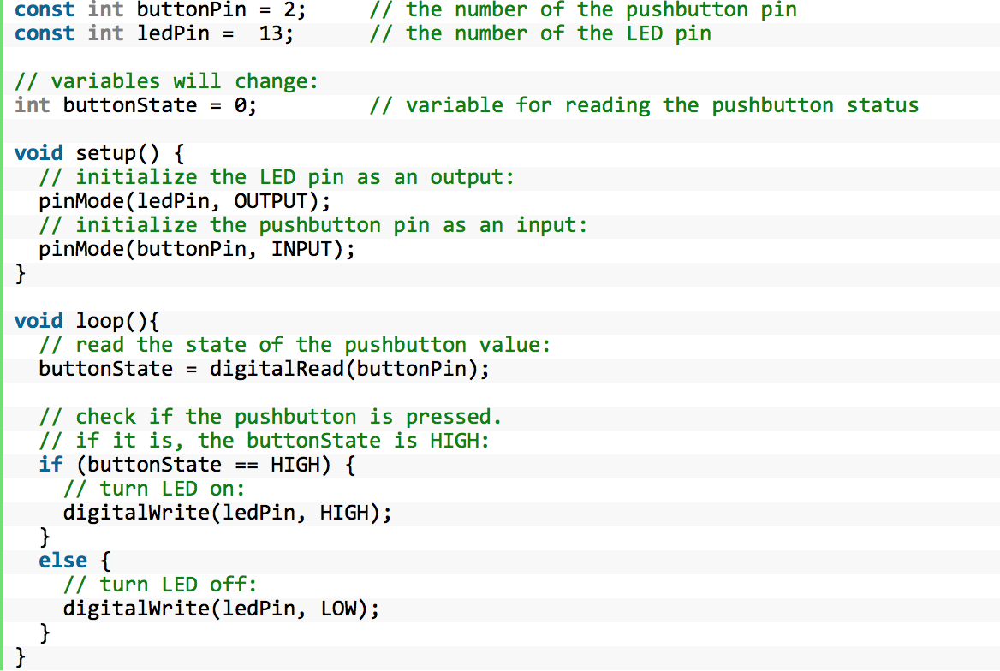 const int buttonPin = 2;     // the number of the pushbutton pin
const int ledPin =  13;      // the number of the LED pin

// variables will change:
int buttonState = 0;         // variable for reading the pushbutton status

void setup() {
  // initialize the LED pin as an output:
  pinMode(ledPin, OUTPUT);
  // initialize the pushbutton pin as an input:
  pinMode(buttonPin, INPUT);
}

void loop(){
  // read the state of the pushbutton value:
  buttonState = digitalRead(buttonPin);

  // check if the pushbutton is pressed.
  // if it is, the buttonState is HIGH:
  if (buttonState == HIGH) {
    // turn LED on:
    digitalWrite(ledPin, HIGH);
  }
  else {
    // turn LED off:
    digitalWrite(ledPin, LOW);
  }
}